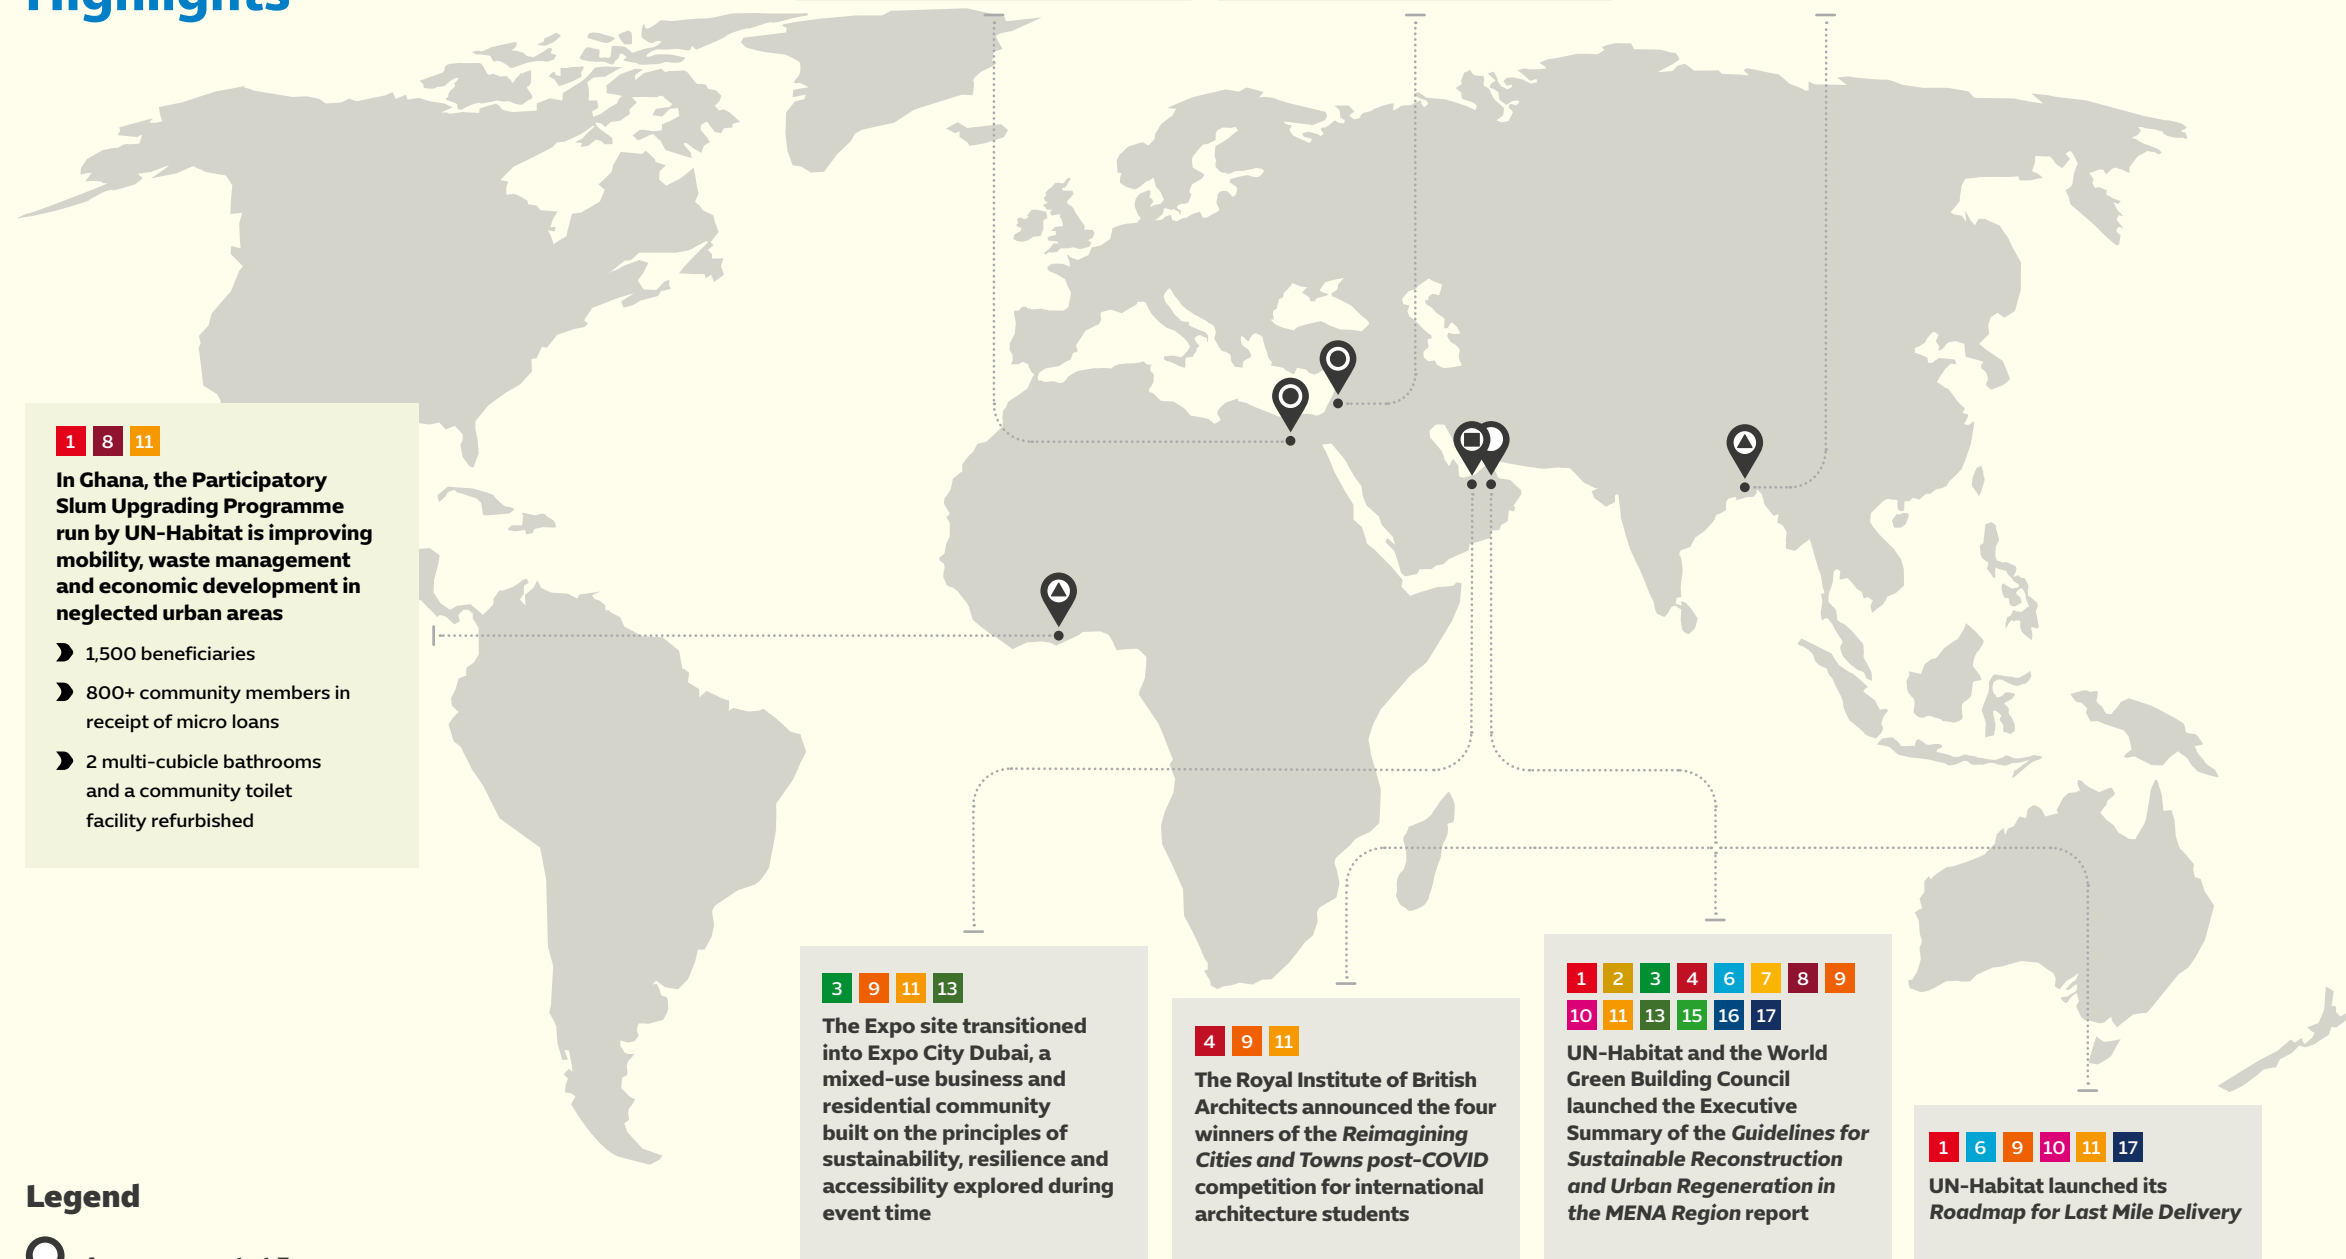 Highlights
1 8 11
In Ghana, the Participatory
Slum Upgrading Programme
run by UN-Habitat is improving
mobility, waste management
and economic development in
neglected urban areas
1,500 beneficiaries
800+ community members in
receipt of micro loans
2 multi-cubicle bathrooms
and a community toilet
facility refurbished
3 9 11 13
The Expo site transitioned
into Expo City Dubai, a
mixed-use business and
residential community
built on the principles of
sustainability, resilience and
accessibility explored during
event time
4 9 11
The Royal Institute of British
Architects announced the four
winners of the Reimagining
Cities and Towns post-COVID
competition for international
architecture students
1 2 3 4 6 7 8 9
10 11 13 15 16 17
UN-Habitat and the World
Green Building Council
launched the Executive
Summary of the Guidelines for
Sustainable Reconstruction
and Urban Regeneration in
the MENA Region report
1 6 9 10 11 17
UN-Habitat launched its
Roadmap for Last Mile Delivery
Legend